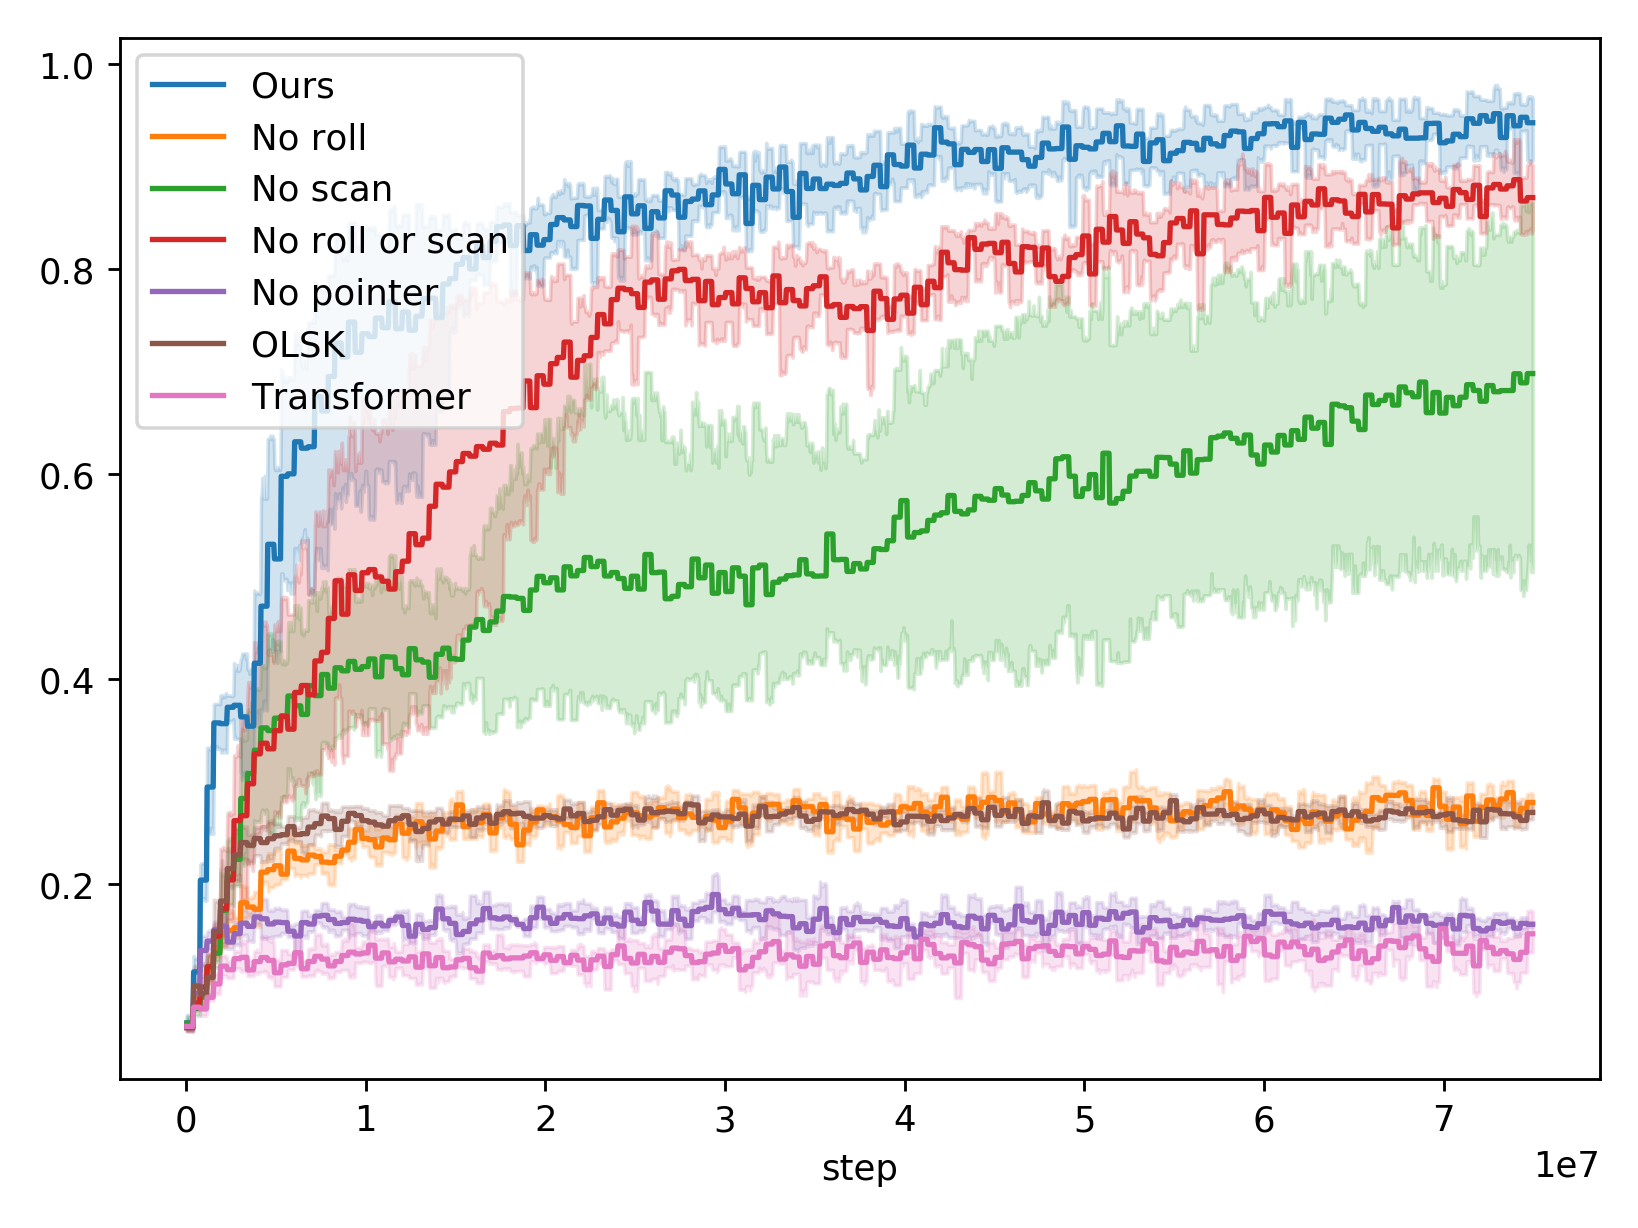 1.0
0.8
0.6
0.4
0.2
Ours
No roll
No scan
No roll or scan
No pointer
OLSK
Transformer
0 1 2 3 4 5 6 7
step
1e7